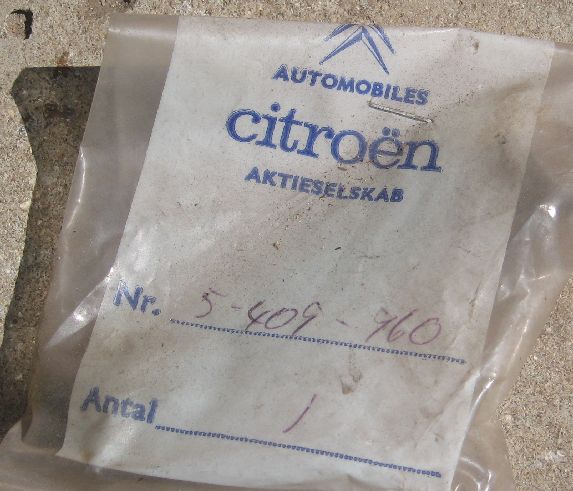 AUTOMOBILES
citroën
AKTIESELSKAB
Nr. 5-409-760
Antal 1